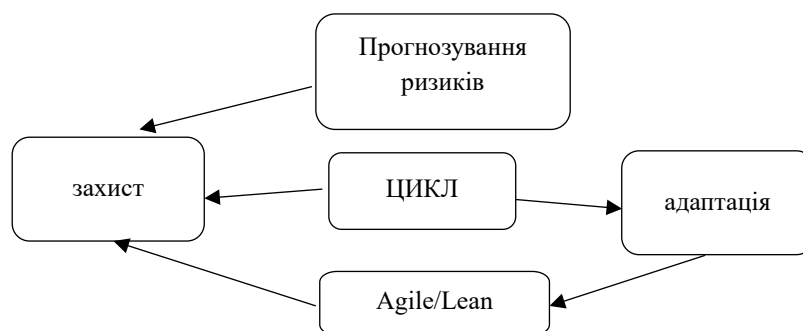 Прогнозування
ризиків
захист
ЦИКЛ
адаптація
Agile/Lean